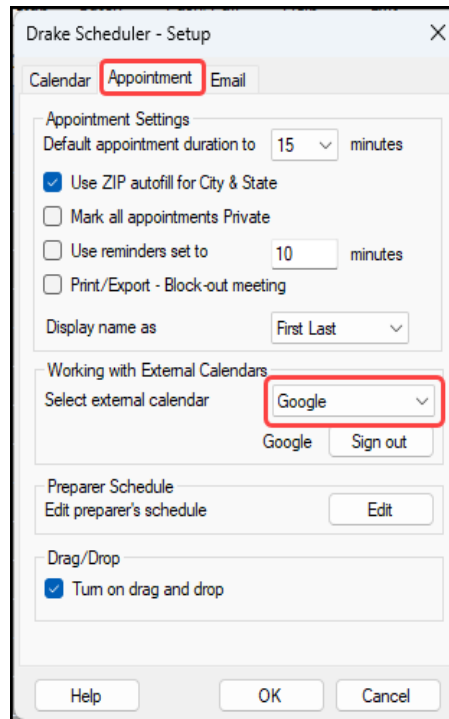 Drake Scheduler - Setup
Calendar Appointment Email
Appointment Settings
Default appointment duration to 15 minutes
Use ZIP autofill for City & State
Mark all appointments Private
Use reminders set to 10 minutes
Print/Export - Block-out meeting
Display name as First Last
Working with External Calendars
Select external calendar Google
Google Sign out
Preparer Schedule
Edit preparer's schedule Edit
Drag/Drop
Turn on drag and drop
Help OK Cancel